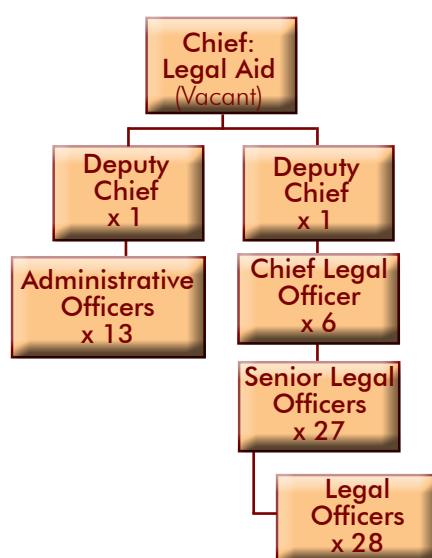 Chief:
Legal Aid
(Vacant)
Deputy
Chief
x 1
Deputy
Chief
x 1
Administrative
Officers
x 13
Chief Legal
Officer
x 6
Senior Legal
Officers
x 27
Legal
Officers
x 28